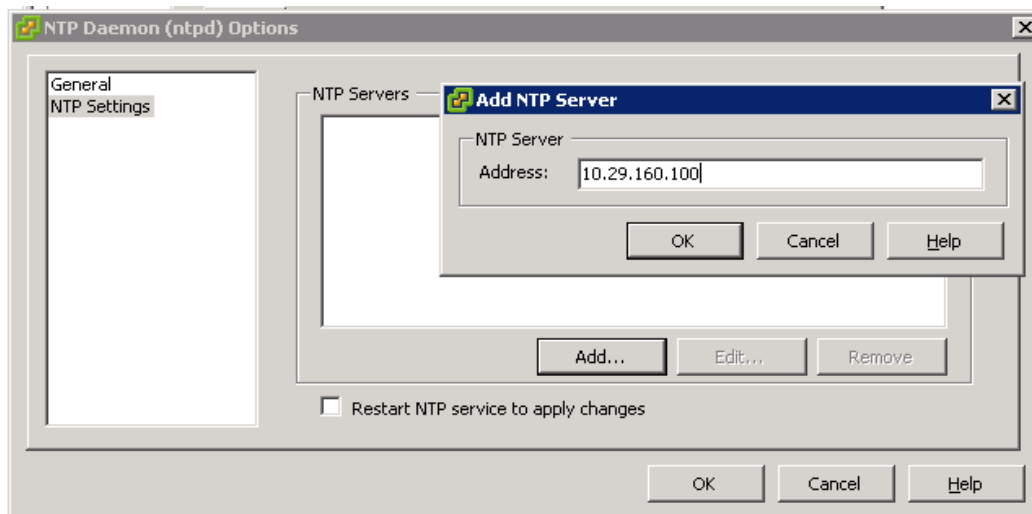 NTP Daemon (ntpd) Options
General
NTP Settings
NTP Servers
Add NTP Server
NTP Server
Address: 10.29.160.100
OK Cancel Help
Add... Edit... Remove
Restart NTP service to apply changes
OK Cancel Help